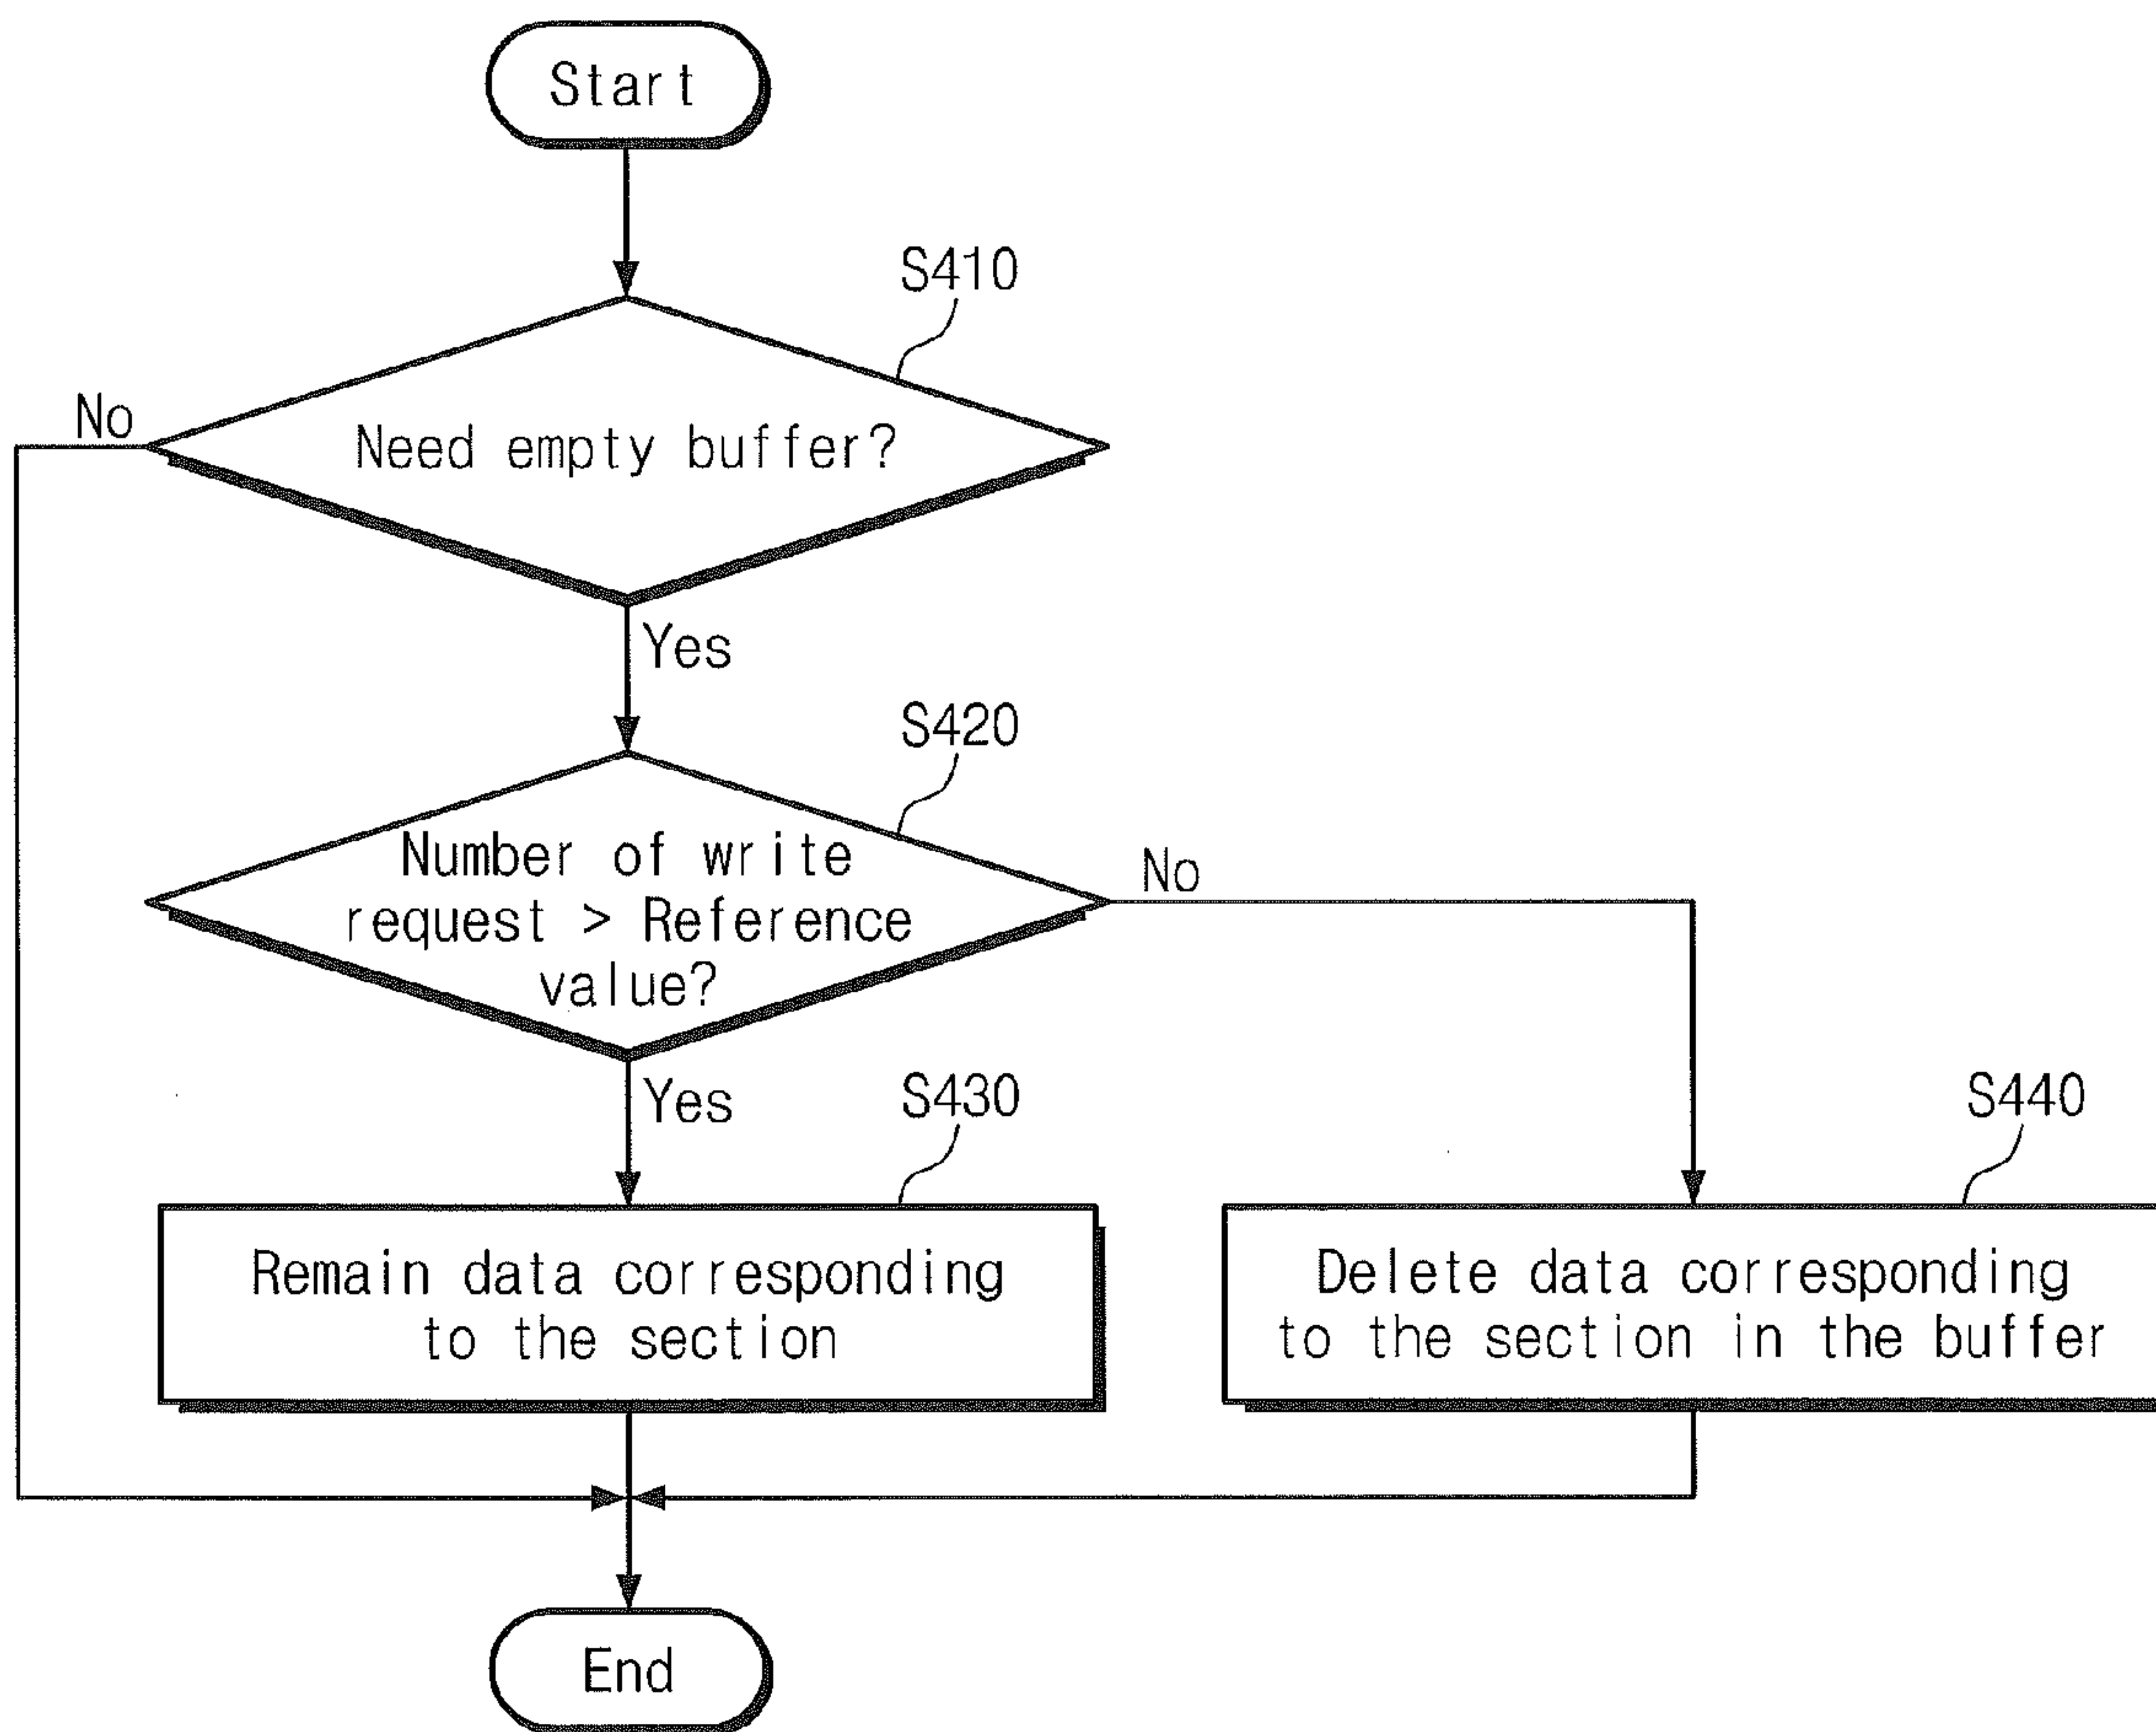 Start
S410
No
Need empty buffer?
Yes
S420
Number of write
request > Reference
value?
No
Yes
S430
S440
Remain data corresponding
to the section
Delete data corresponding
to the section in the buffer
End